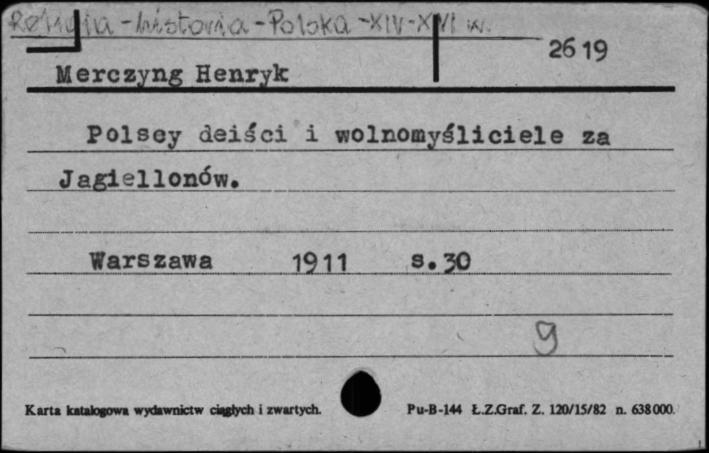 Religia - historia - Polska - XIV-XVI w.
2619
Merczyng Henryk
Polscy deiści i wolnomyśliciele za
Jagiellonów.
Warszawa 1911 s. 30
9
Karta katalogowa wydawnictw ciągłych i zwartych. Pu-B-144 Ł.Z.Graf. Z. 120/15/82 n. 638000.